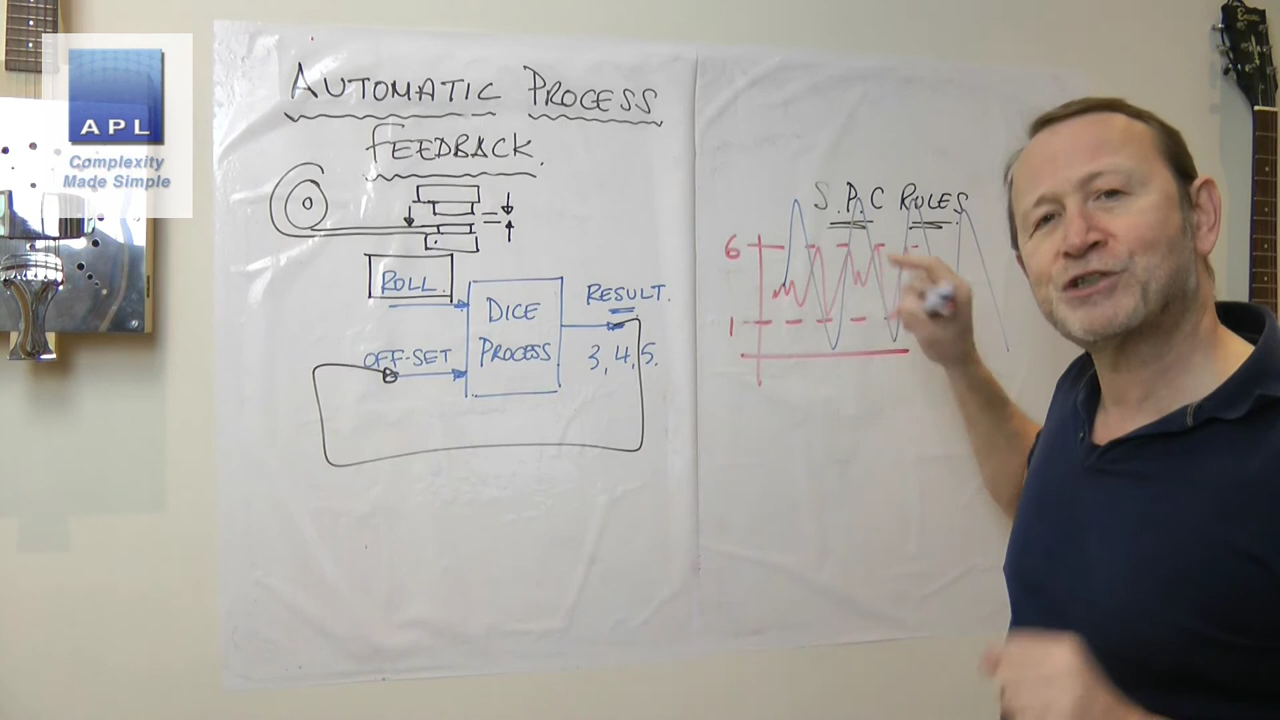 APL
Complexity
Made Simple
AUTOMATIC PROCESS
FEEDBACK.
ROLL.
DICE
PROCESS
OFF-SET
RESULT.
3, 4, 5.
S.P.C RULES
6
1